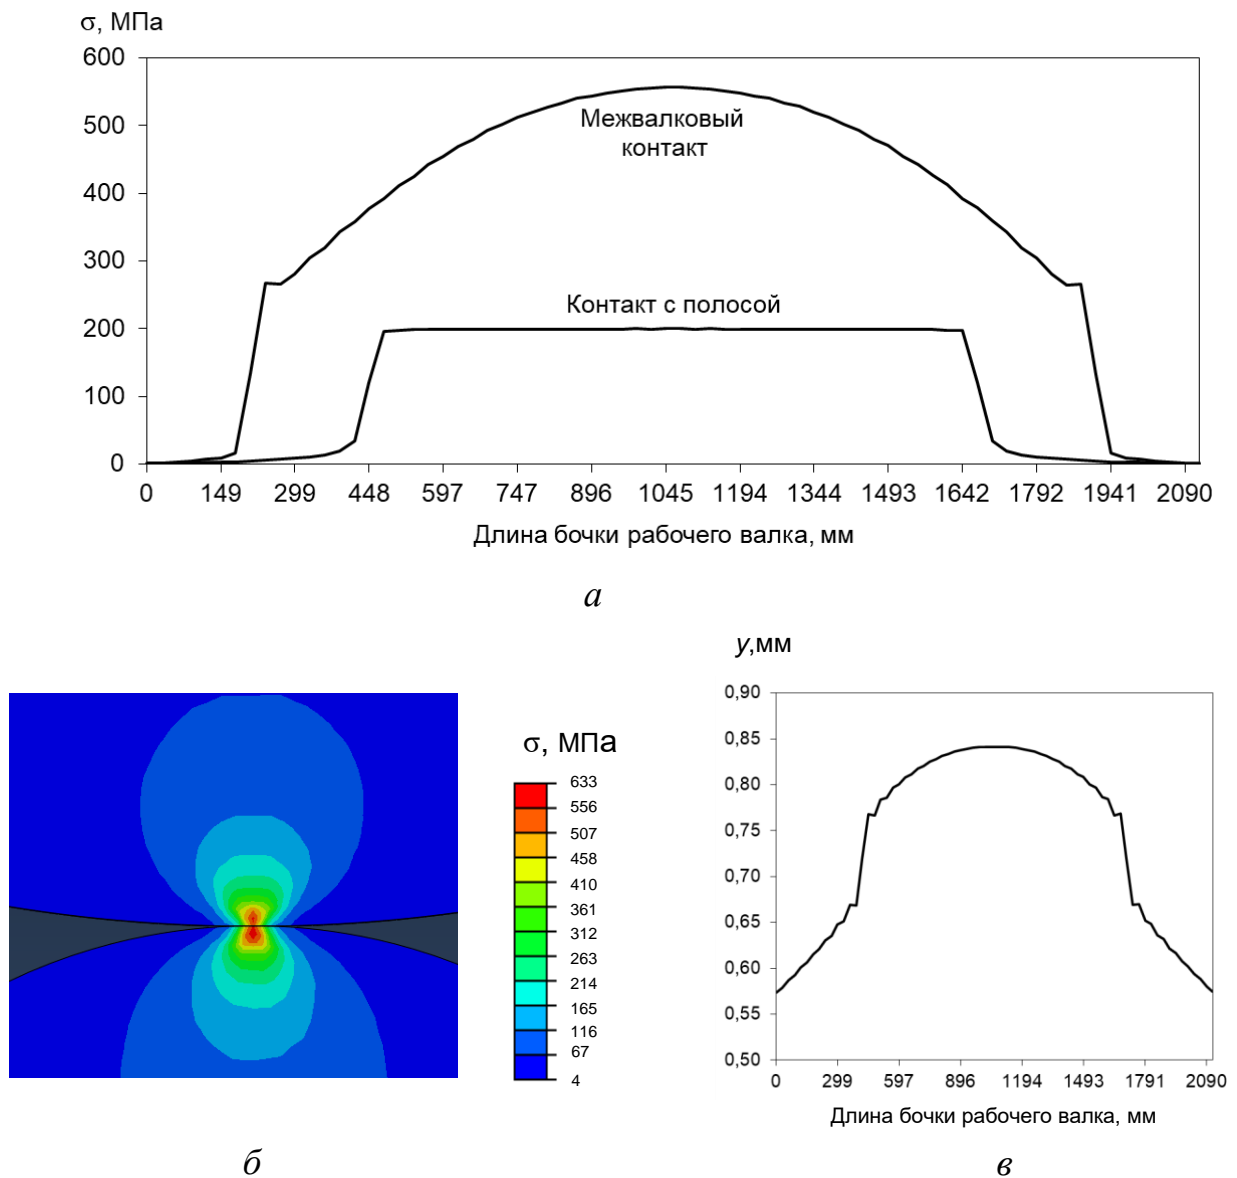 σ, МПа
600
500
400
300
200
100
0
Межвалковый
контакт
Контакт с полосой
0 149 299 448 597 747 896 1045 1194 1344 1493 1642 1792 1941 2090
Длина бочки рабочего валка, мм
а
σ, МПа
633
556
507
458
410
361
312
263
214
165
116
67
4
б
y,мм
0,90
0,85
0,80
0,75
0,70
0,65
0,60
0,55
0,50
0 299 597 896 1194 1493 1791 2090
Длина бочки рабочего валка, мм
в